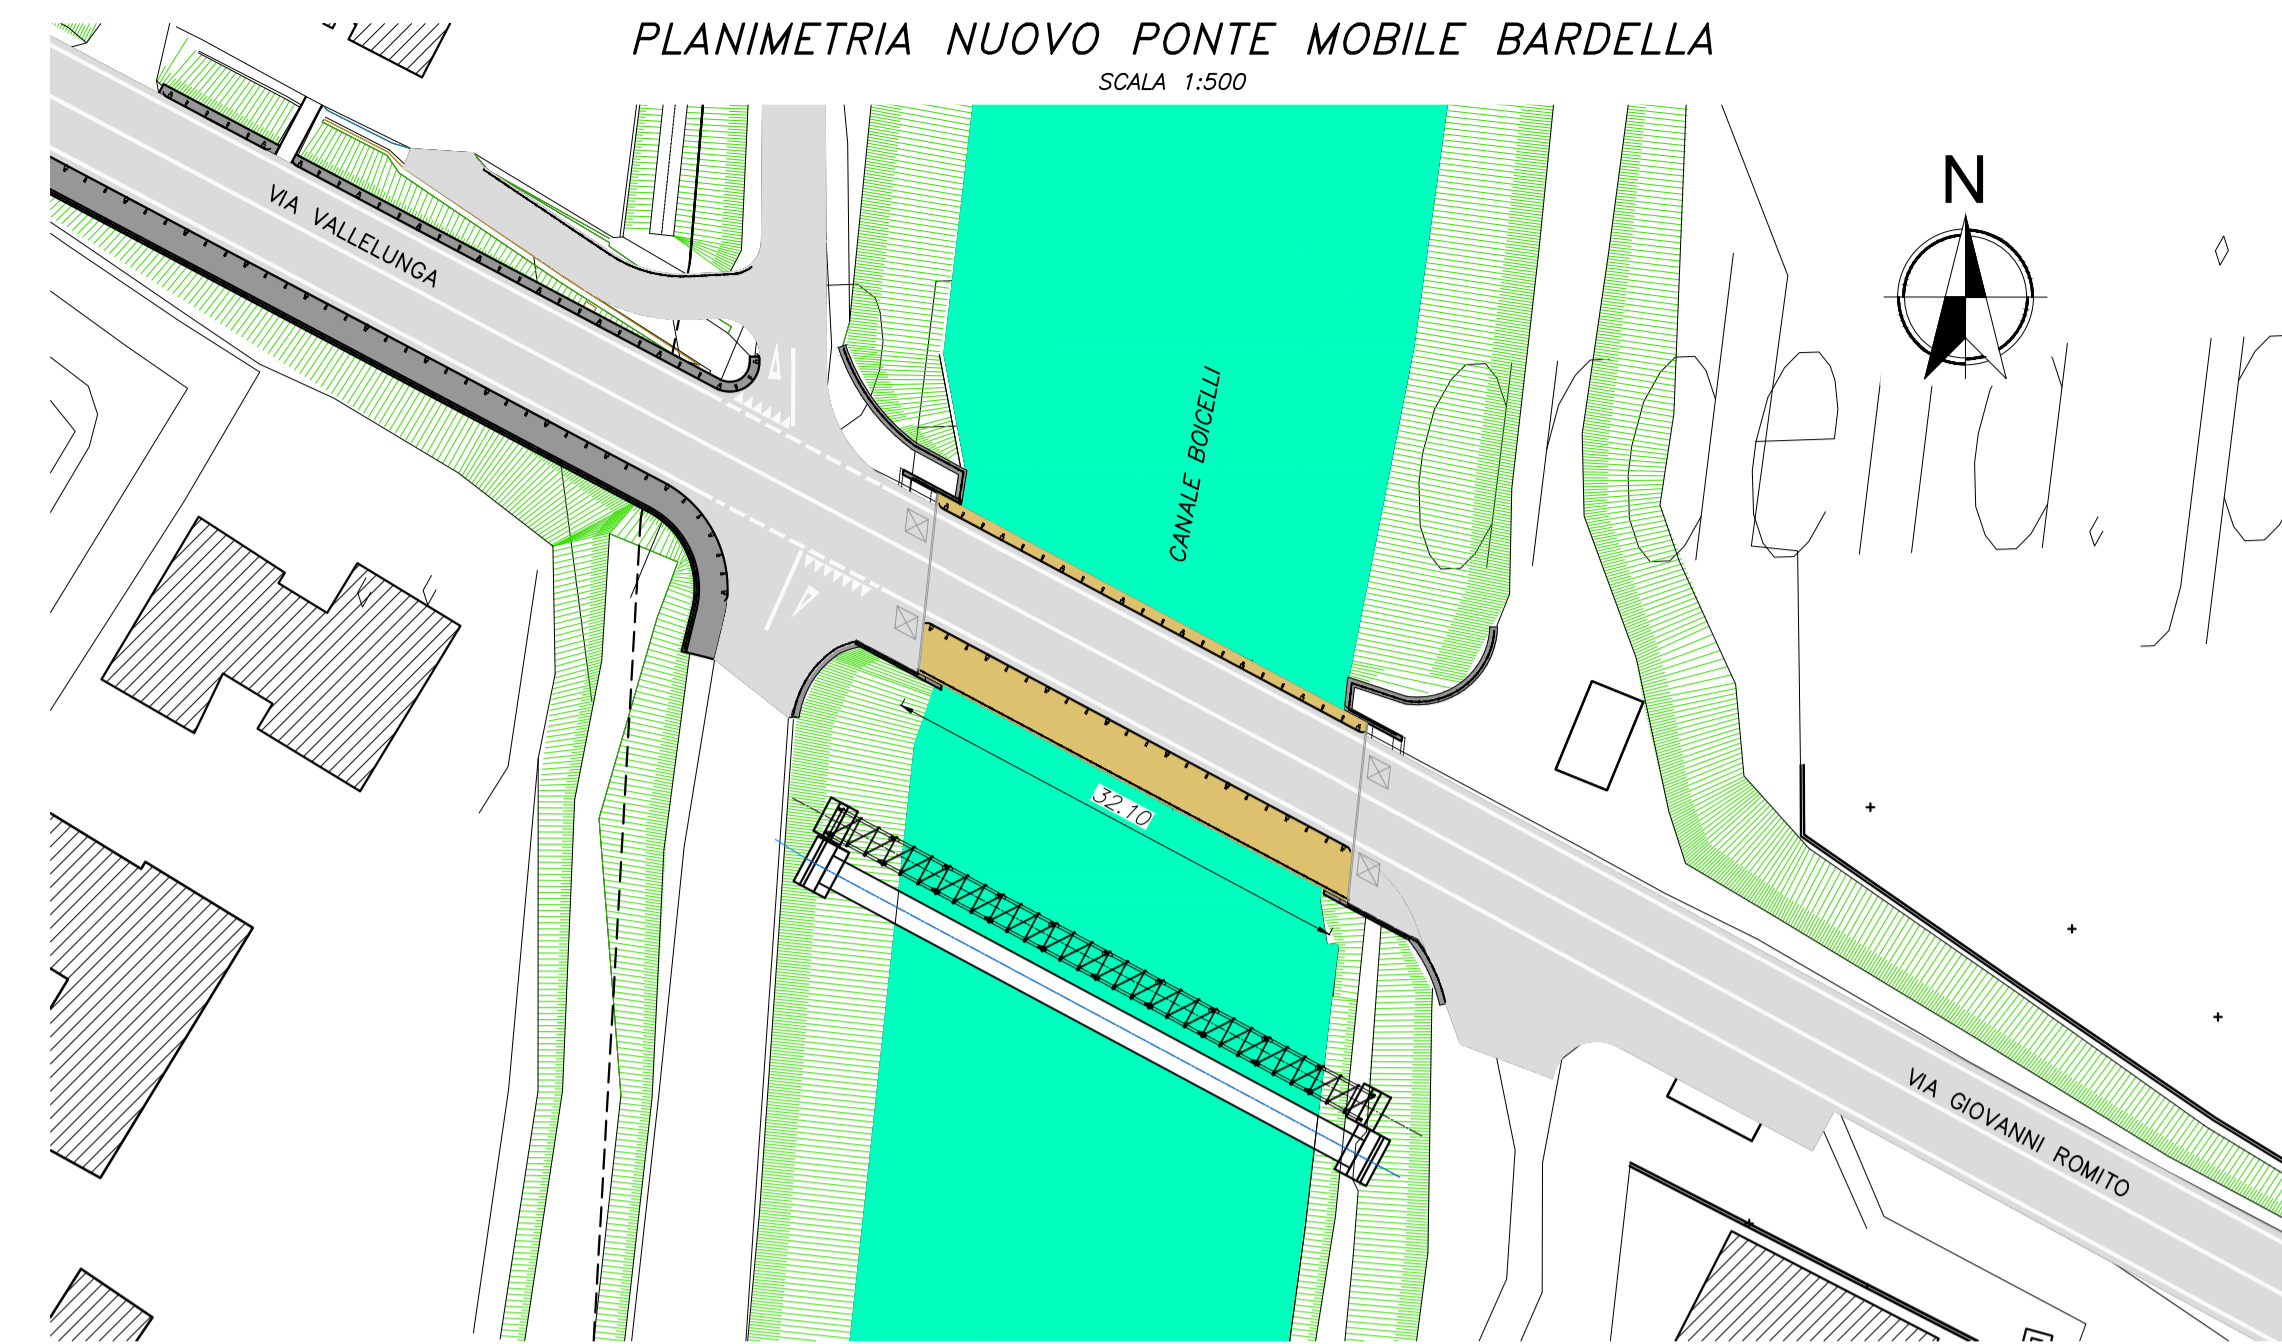 PLANIMETRIA NUOVO PONTE MOBILE BARDELLA
SCALA 1:500
N
VIA VALLELUNGA
CANALE BOICELLI
32.10
VIA GIOVANNI ROMITO